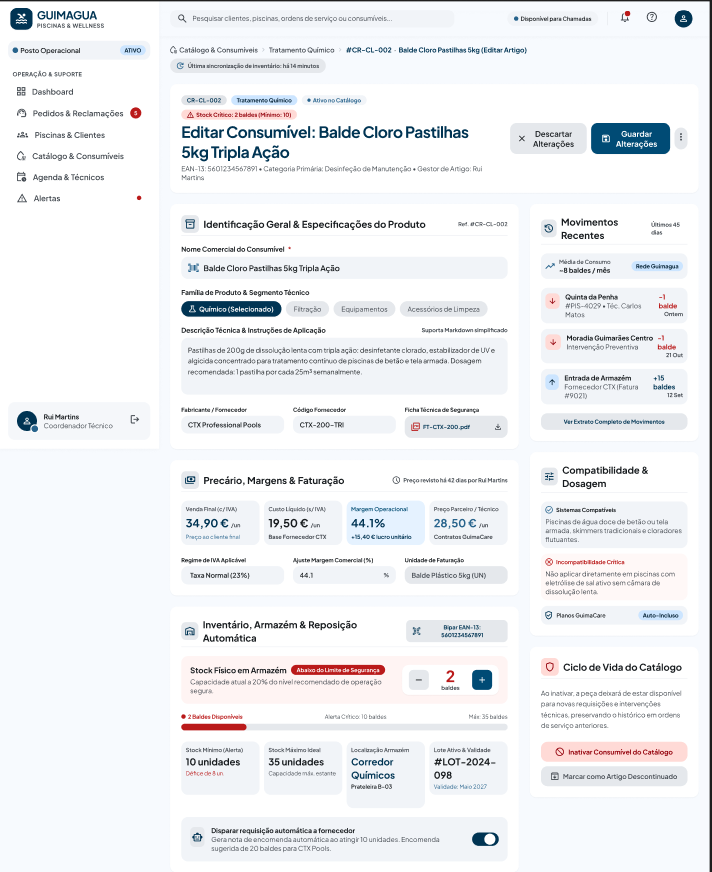 GUIMAGUA
PISCINAS & WELLNESS
Posto Operacional ATIVO
OPERAÇÃO & SUPORTE
Dashboard
Pedidos & Reclamações 5
Piscinas & Clientes
Catálogo & Consumíveis
Agenda & Técnicos
Alertas
Rui Martins
Coordenador Técnico
Pesquisar clientes, piscinas, ordens de serviço ou consumíveis...
Disponível para Chamadas
Catálogo & Consumíveis › Tratamento Químico › #CR-CL-002 - Balde Cloro Pastilhas 5kg (Editar Artigo)
Última sincronização de inventário: há 14 minutos
CR-CL-002 Tratamento Químico Ativo no Catálogo
Stock Crítico: 2 baldes (Mínimo: 10)
Editar Consumível: Balde Cloro Pastilhas
5kg Tripla Ação
EAN-13: 5601234567891 • Categoria Primária: Desinfeção de Manutenção • Gestor de Artigo: Rui
Martins
Descartar
Alterações
Guardar
Alterações
Identificação Geral & Especificações do Produto Ref. #CR-CL-002
Nome Comercial do Consumível *
Balde Cloro Pastilhas 5kg Tripla Ação
Família de Produto & Segmento Técnico
Químico (Selecionado) Filtração Equipamentos Acessórios de Limpeza
Descrição Técnica & Instruções de Aplicação Suporta Markdown simplificado
Pastilhas de 200g de dissolução lenta com tripla ação: desinfetante clorado, estabilizador de UV e
algicida concentrado para tratamento contínuo de piscinas de betão e tela armada. Dosagem
recomendada: 1 pastilha por cada 25m³ semanalmente.
Fabricante / Fornecedor Código Fornecedor Ficha Técnica de Segurança
CTX Professional Pools CTX-200-TRI FT-CTX-200.pdf
Precário, Margens & Faturação Preço revisto há 42 dias por Rui Martins
Venda Final (c/ IVA) Custo Líquido (s/ IVA) Margem Operacional Preço Parceiro / Técnico
34,90 € /un 19,50 € /un 44.1% 28,50 € /un
Preço ao cliente final Base Fornecedor CTX +15,40 € lucro unitário Contratos GuimaCare
Regime de IVA Aplicável Ajuste Margem Comercial (%) Unidade de Faturação
Taxa Normal (23%) 44.1 % Balde Plástico 5kg (UN)
Inventário, Armazém & Reposição
Automática
Bipar EAN-13:
5601234567891
Stock Físico em Armazém Abaixo do Limite de Segurança
Capacidade atual a 20% do nível recomendado de operação
segura.
− 2 +
baldes
2 Baldes Disponíveis Alerta Crítico: 10 baldes Máx: 35 baldes
Stock Mínimo (Alerta) Stock Máximo Ideal Localização Armazém Lote Ativo & Validade
10 unidades 35 unidades Corredor
Químicos #LOT-2024-
098
Défice de 8 un. Capacidade máx. estante Prateleira B-03 Validade: Maio 2027
Disparar requisição automática a fornecedor
Gera nota de encomenda automática ao atingir 10 unidades. Encomenda
sugerida de 20 baldes para CTX Pools.
Movimentos
Recentes
Últimos 45
dias
Média de Consumo
~8 baldes / mês
Rede Guimagua
Quinta da Penha
#PIS-4029 • Téc. Carlos
Matos
-1
balde
Ontem
Moradia Guimarães Centro
Intervenção Preventiva
-1
balde
21 Out
Entrada de Armazém
Fornecedor CTX (Fatura
#9021)
+15
baldes
12 Set
Ver Extrato Completo de Movimentos
Compatibilidade &
Dosagem
Sistemas Compatíveis
Piscinas de água doce de betão ou tela
armada, skimmers tradicionais e cloradores
flutuantes.
Incompatibilidade Crítica
Não aplicar diretamente em piscinas com
eletrólise de sal ativo sem câmara de
dissolução lenta.
Planos GuimaCare Auto-Incluso
Ciclo de Vida do Catálogo
Ao inativar, a peça deixará de estar disponível
para novas requisições e intervenções
técnicas, preservando o histórico em ordens
de serviço anteriores.
Inativar Consumível do Catálogo
Marcar como Artigo Descontinuado